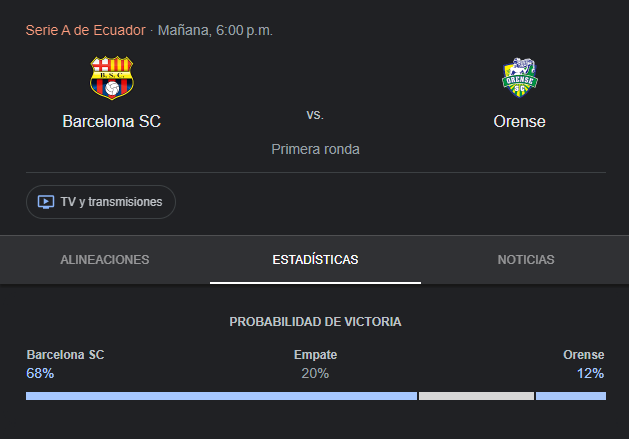 Serie A de Ecuador · Mañana, 6:00 p.m.
B. S. C.
ORENSE
S.C
Barcelona SC
vs.
Orense
Primera ronda
TV y transmisiones
ALINEACIONES ESTADÍSTICAS NOTICIAS
PROBABILIDAD DE VICTORIA
Barcelona SC Empate Orense
68% 20% 12%